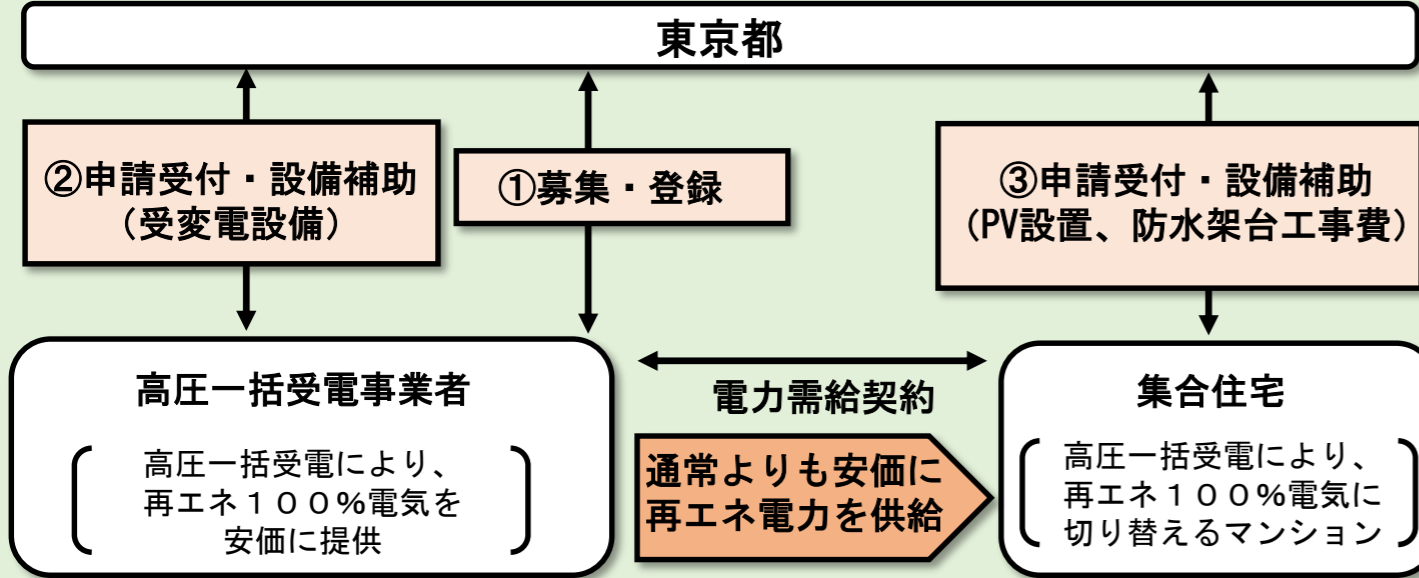 東京都
②申請受付・設備補助
(受変電設備)
①募集・登録
③申請受付・設備補助
(PV設置、防水架台工事費)
高圧一括受電事業者
高圧一括受電により、
再エネ１００％電気を
安価に提供
電力需給契約
通常よりも安価に
再エネ電力を供給
集合住宅
高圧一括受電により、
再エネ１００％電気に
切り替えるマンション